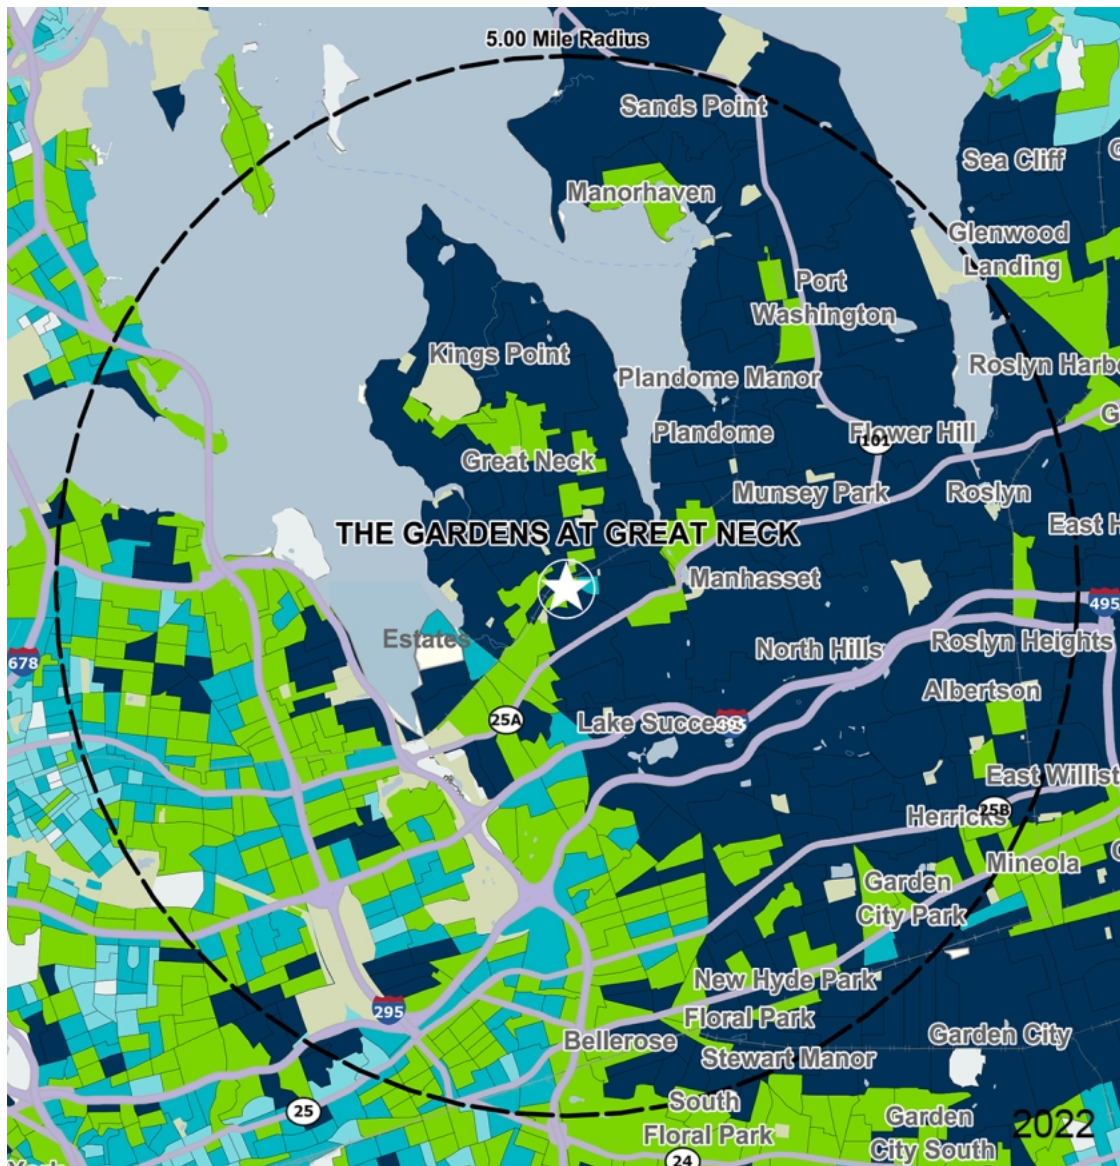 5.00 Mile Radius
Sands Point
Sea Cliff
Manorhaven
Glenwood
Landing
Port
Washington
Kings Point
Roslyn Harbo
Plandome Manor
Plandome
Flower Hill
101
Great Neck
Munsey Park
Roslyn
THE GARDENS AT GREAT NECK
East H
Manhasset
495
Estates
North Hills
Roslyn Heights
678
Albertson
25A
Lake Success
495
East Willist
Herricks
25B
Mineola
Garden
City Park
New Hyde Park
295
Floral Park
Bellerose
Garden City
Stewart Manor
25
South
Floral Park
Garden
City South
2022
24